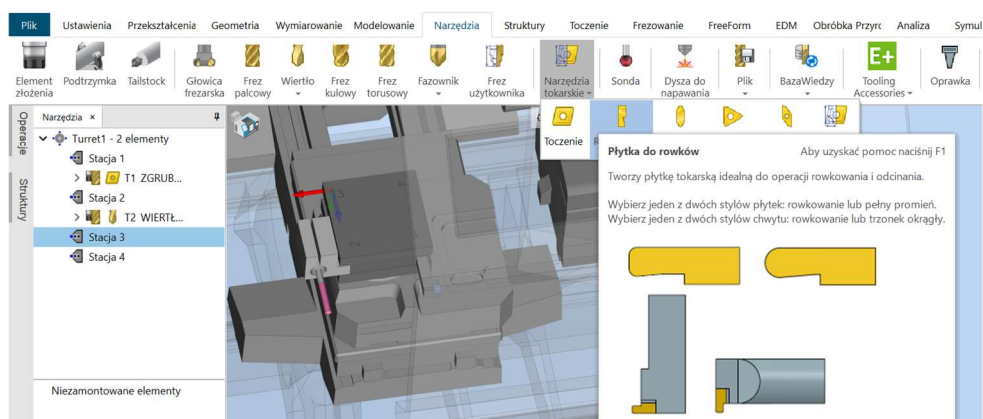 Plik Ustawienia Przekształcenia Geometria Wymiarowanie Modelowanie Narzędzia Struktury Toczenie Frezowanie FreeForm EDM Obróbka Przyrc Analiza Symul
Element złożenia
Podtrzymka
Tailstock
Głowica frezarska
Frez palcowy
Wiertło
Frez kulowy
Frez torusowy
Fazownik
Frez użytkownika
Narzędzia tokarskie
Sonda
Dysza do napawania
Plik
BazaWiedzy
E+
Tooling Accessories
Oprawka
Operacje
Struktury
Narzędzia ×
Turret1 - 2 elementy
Stacja 1
T1 ZGRUB...
Stacja 2
T2 WIERTŁ...
Stacja 3
Stacja 4
Niezamontowane elementy
Toczenie
Płytka do rowków Aby uzyskać pomoc naciśnij F1
Tworzy płytkę tokarską idealną do operacji rowkowania i odcinania.
Wybierz jeden z dwóch stylów płytek: rowkowanie lub pełny promień.
Wybierz jeden z dwóch stylów chwytu: rowkowanie lub trzonek okrągły.